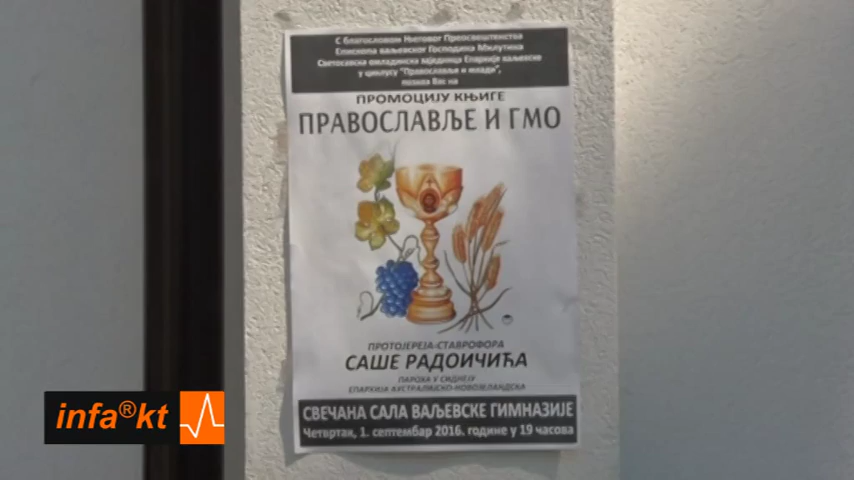 С благословом Његовог Преосвештенства
Епископа ваљевског Господина Милутина
Светосавска омладинска заједница Епархије ваљевске
у циклусу "Православље и млади",
позива Вас на
ПРОМОЦИЈУ КЊИГЕ
ПРАВОСЛАВЉЕ И ГМО
ПРОТОЈЕРЕЈА-СТАВРОФОРА
САШЕ РАДОИЧИЋА
ПАРОХА У СИДНЕЈУ
ЕПАРХИЈА АУСТРАЛИЈСКО-НОВОЗЕЛАНДСКА
СВЕЧАНА САЛА ВАЉЕВСКЕ ГИМНАЗИЈЕ
Четвртак, 1. септембар 2016. године у 19 часова
infa®kt